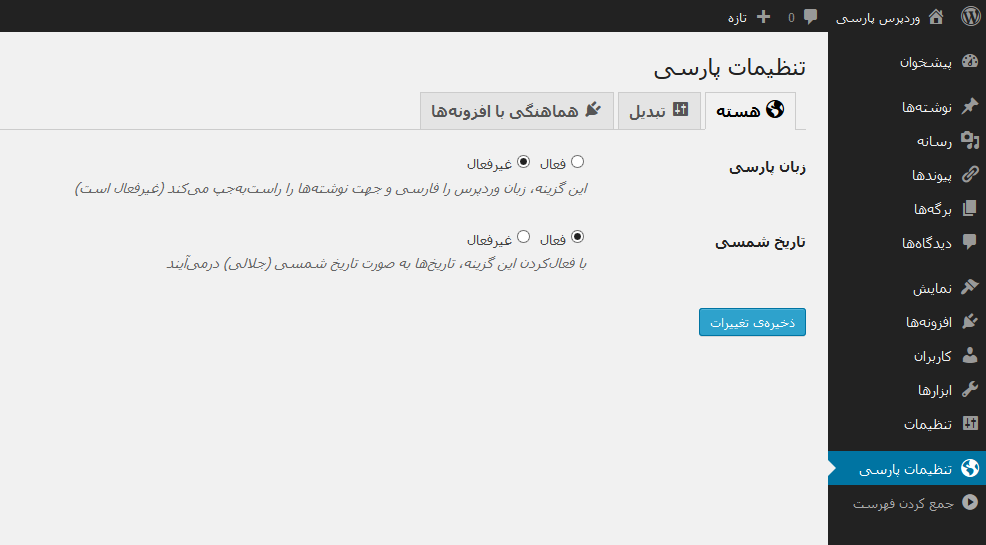 وردپرس پارسی 0 تازه
پیشخوان
نوشته‌ها
رسانه
پیوندها
برگه‌ها
دیدگاه‌ها
نمایش
افزونه‌ها
کاربران
ابزارها
تنظیمات
تنظیمات پارسی
جمع کردن فهرست
تنظیمات پارسی
هسته تبدیل هماهنگی با افزونه‌ها
زبان پارسی فعال غیرفعال
این گزینه، زبان وردپرس را فارسی و جهت نوشته‌ها را راست‌به‌چپ می‌کند (غیرفعال است)
تاریخ شمسی فعال غیرفعال
با فعال‌کردن این گزینه، تاریخ‌ها به صورت تاریخ شمسی (جلالی) درمی‌آیند
ذخیره‌ی تغییرات